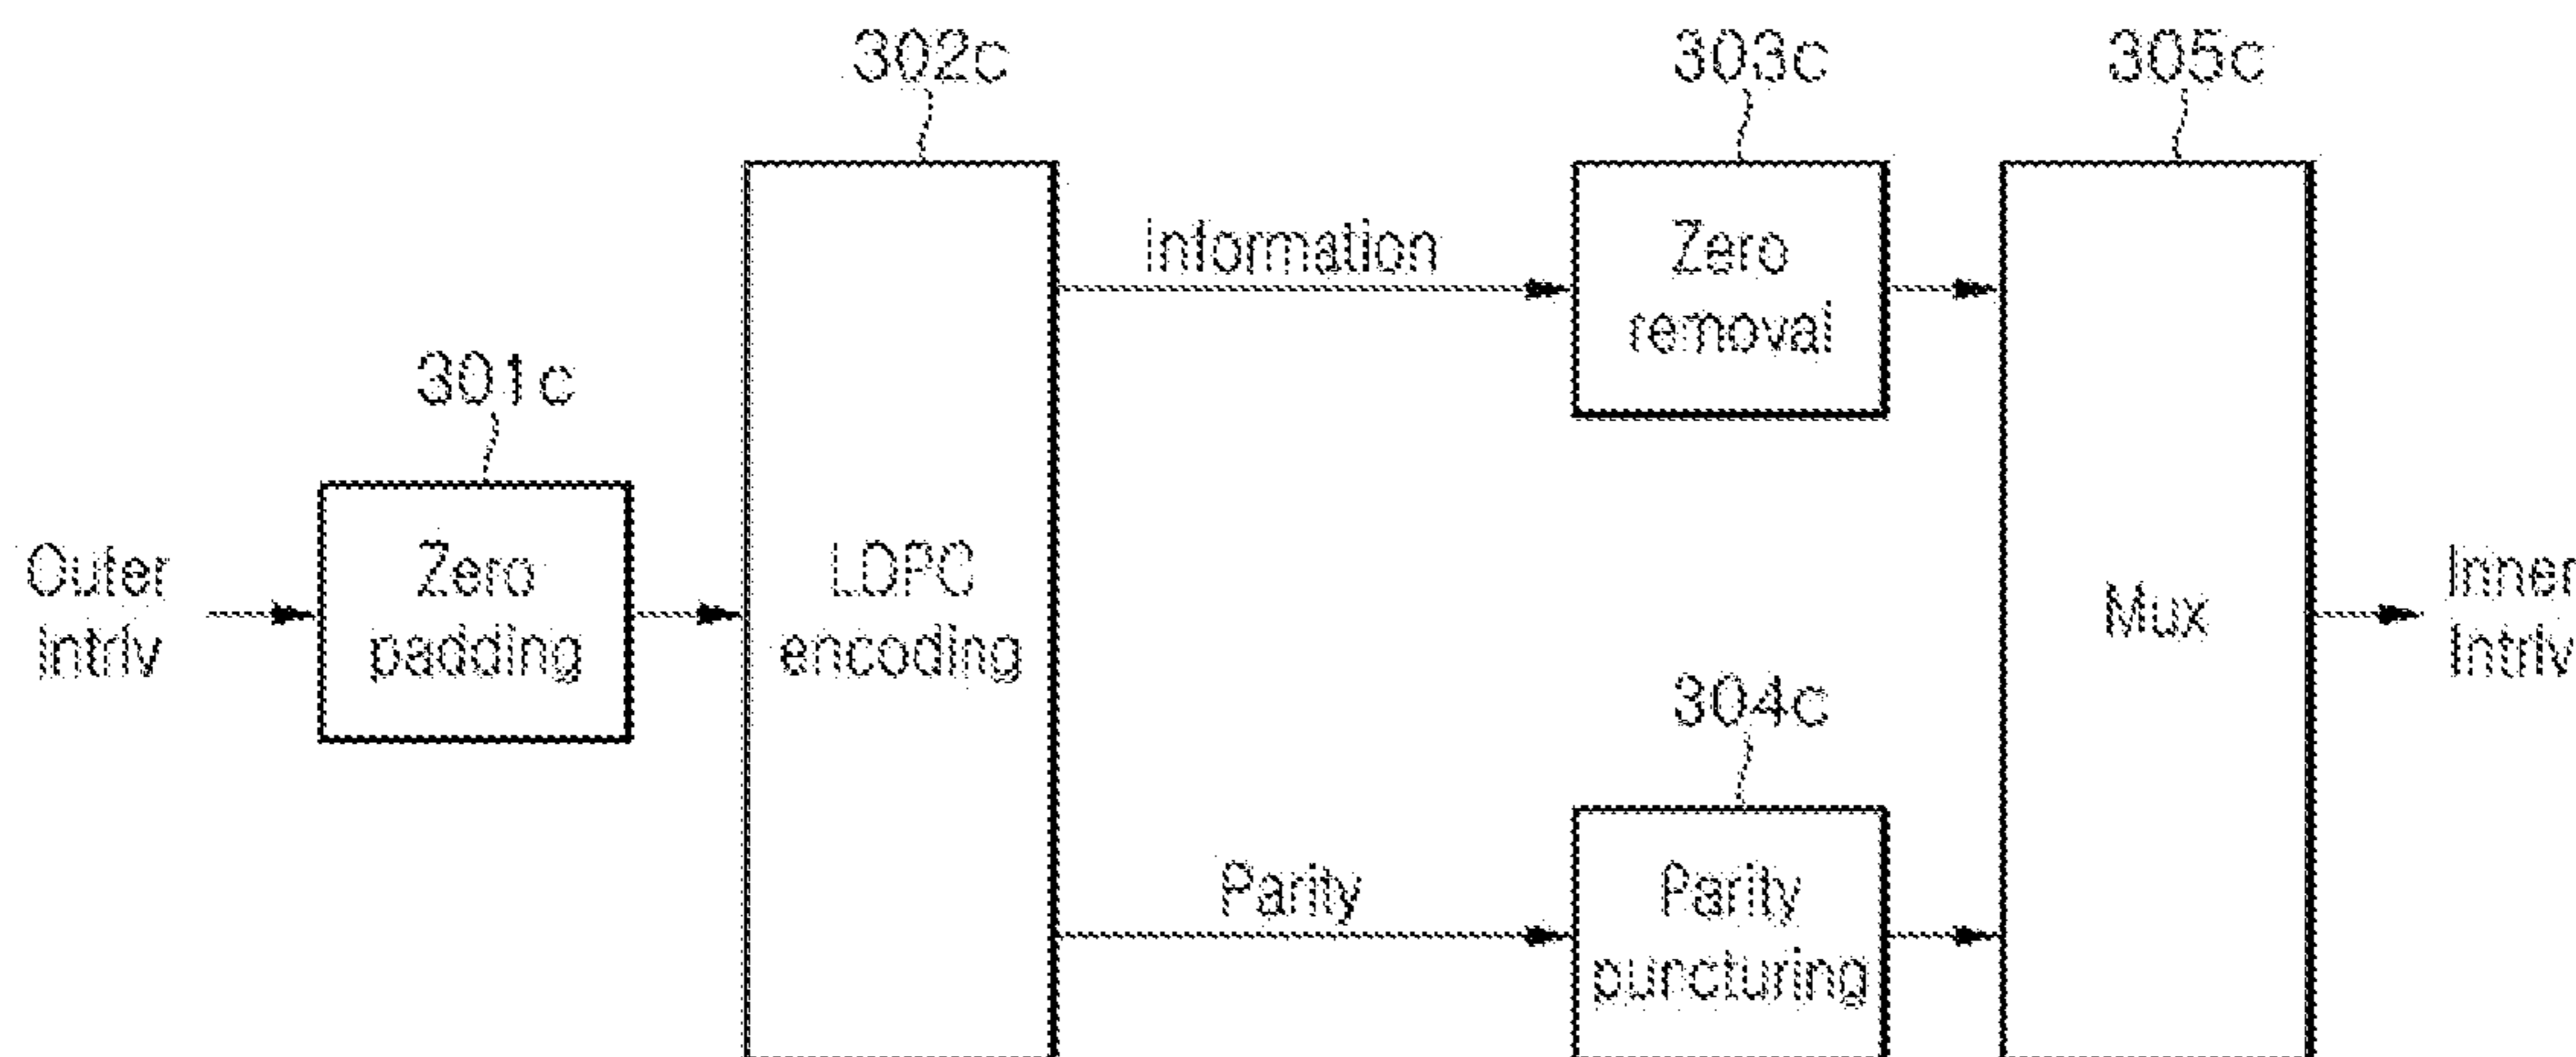 302c
303c
305c
Information
Zero
removal
301c
Outer
intrlv
Zero
padding
LDPC
encoding
Mux
Inner
Intrlv
304c
Parity
Parity
puncturing